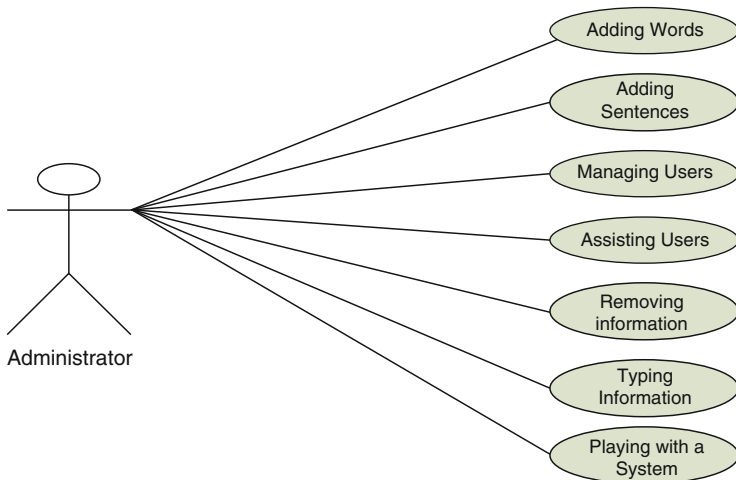 Adding Words
Adding
Sentences
Managing Users
Assisting Users
Removing
information
Typing
Information
Playing with a
System
Administrator